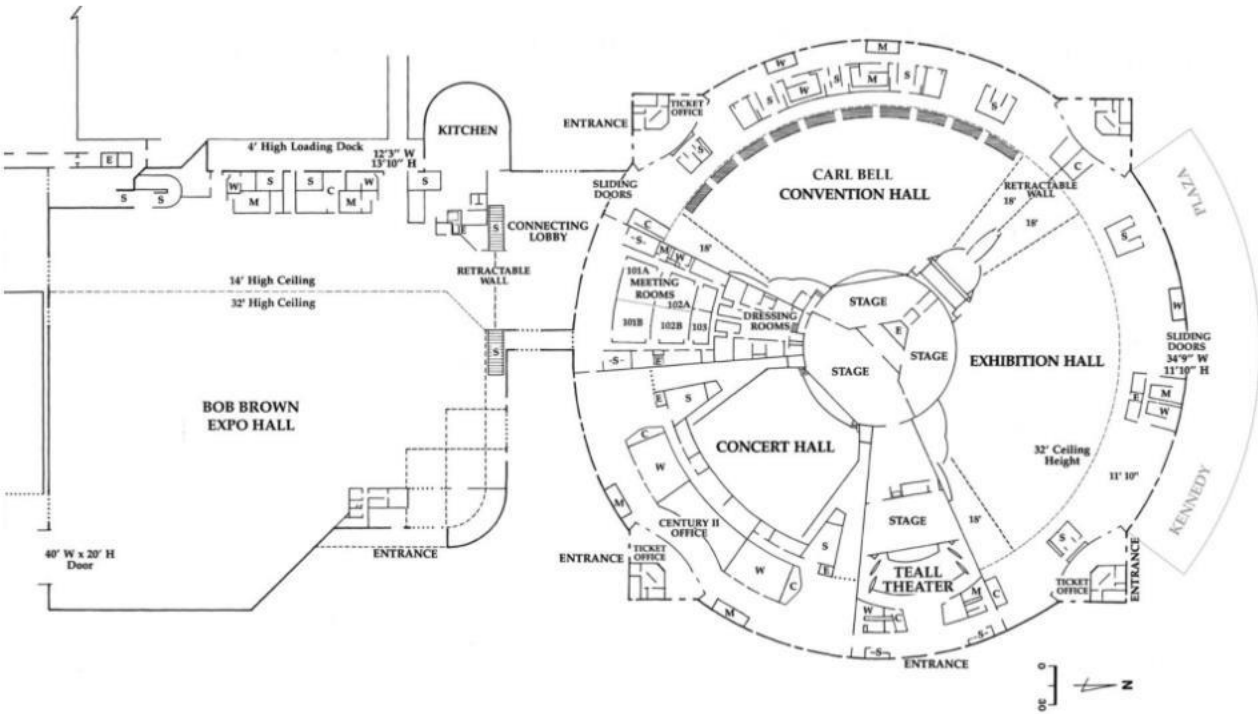 KITCHEN
4' High Loading Dock
12'3" W
13'10" H
E
S
S
W
M
S
S
C
W
M
S
S
CONNECTING
LOBBY
RETRACTABLE
WALL
14' High Ceiling
32' High Ceiling
S
BOB BROWN
EXPO HALL
40' W x 20' H
Door
ENTRANCE
ENTRANCE
TICKET
OFFICE
W
M
S
S
W
S
M
S
S
CARL BELL
CONVENTION HALL
SLIDING
DOORS
C
RETRACTABLE
WALL
18'
18'
S
PLAZA
C
-S-
M
W
18'
101A
MEETING
ROOMS
102A
101B
102B
103
DRESSING
ROOMS
STAGE
E
STAGE
STAGE
EXHIBITION HALL
W
SLIDING
DOORS
34'9" W
11'10" H
-S-
E
E
S
CONCERT HALL
C
W
M
CENTURY II
OFFICE
W
C
S
E
E
M
W
32' Ceiling
Height
11' 10"
KENNEDY
18'
STAGE
TEALL
THEATER
S
M
C
W
C
-S-
-S-
ENTRANCE
TICKET
OFFICE
M
TICKET
OFFICE
ENTRANCE
ENTRANCE
0
30
N